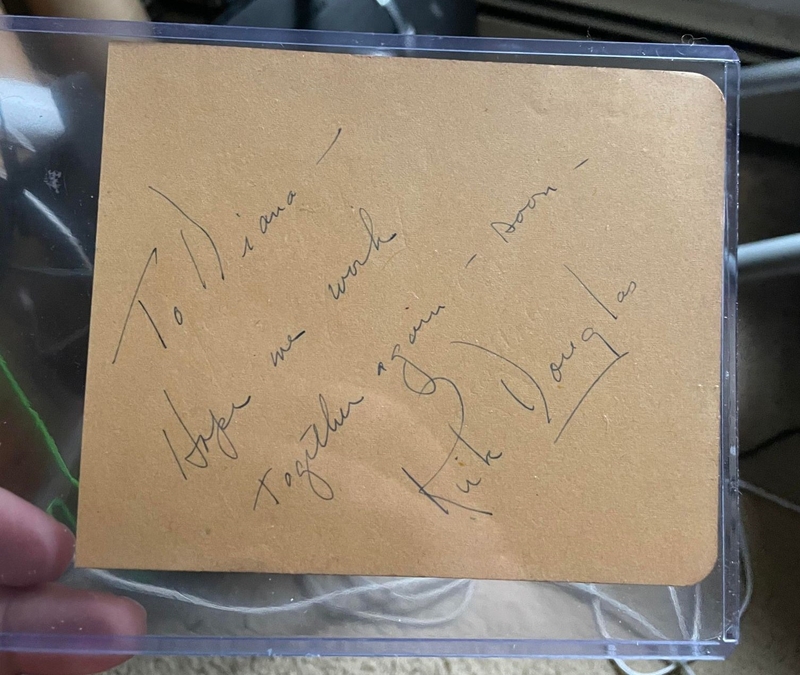 To Diana —
Hope we work
together again — soon —
Kirk Douglas